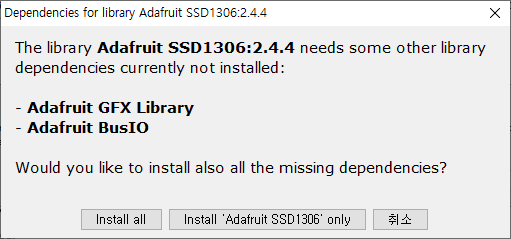 Dependencies for library Adafruit SSD1306:2.4.4
The library Adafruit SSD1306:2.4.4 needs some other library
dependencies currently not installed:
- Adafruit GFX Library
- Adafruit BusIO
Would you like to install also all the missing dependencies?
Install all
Install 'Adafruit SSD1306' only
취소